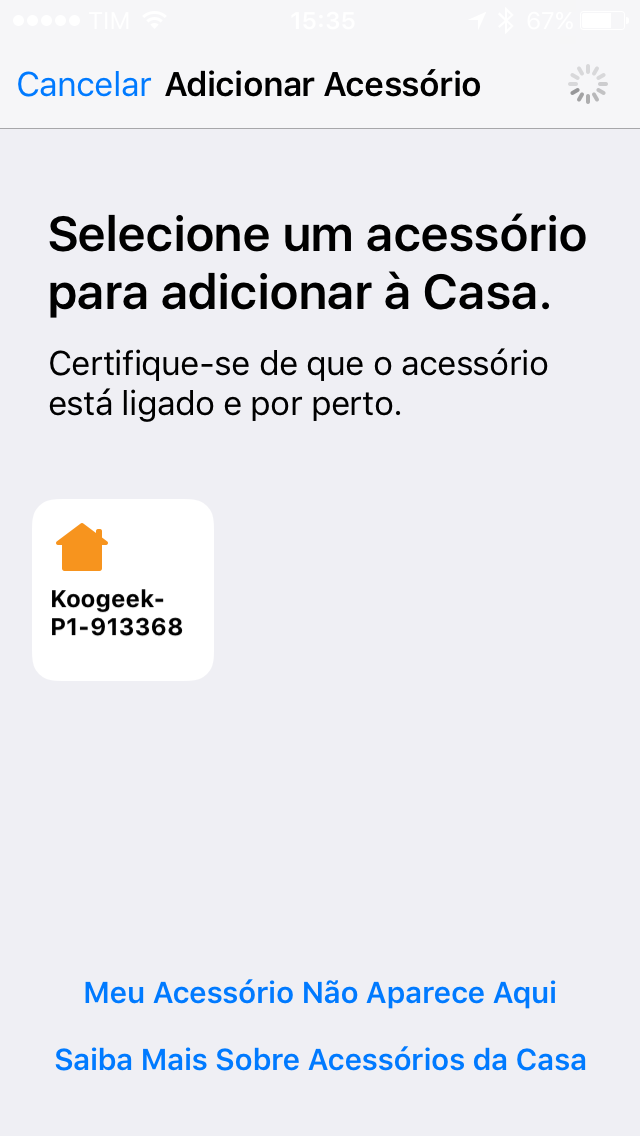 TIM 15:35 67%
Cancelar Adicionar Acessório
Selecione um acessório
para adicionar à Casa.
Certifique-se de que o acessório
está ligado e por perto.
Koogeek-
P1-913368
Meu Acessório Não Aparece Aqui
Saiba Mais Sobre Acessórios da Casa